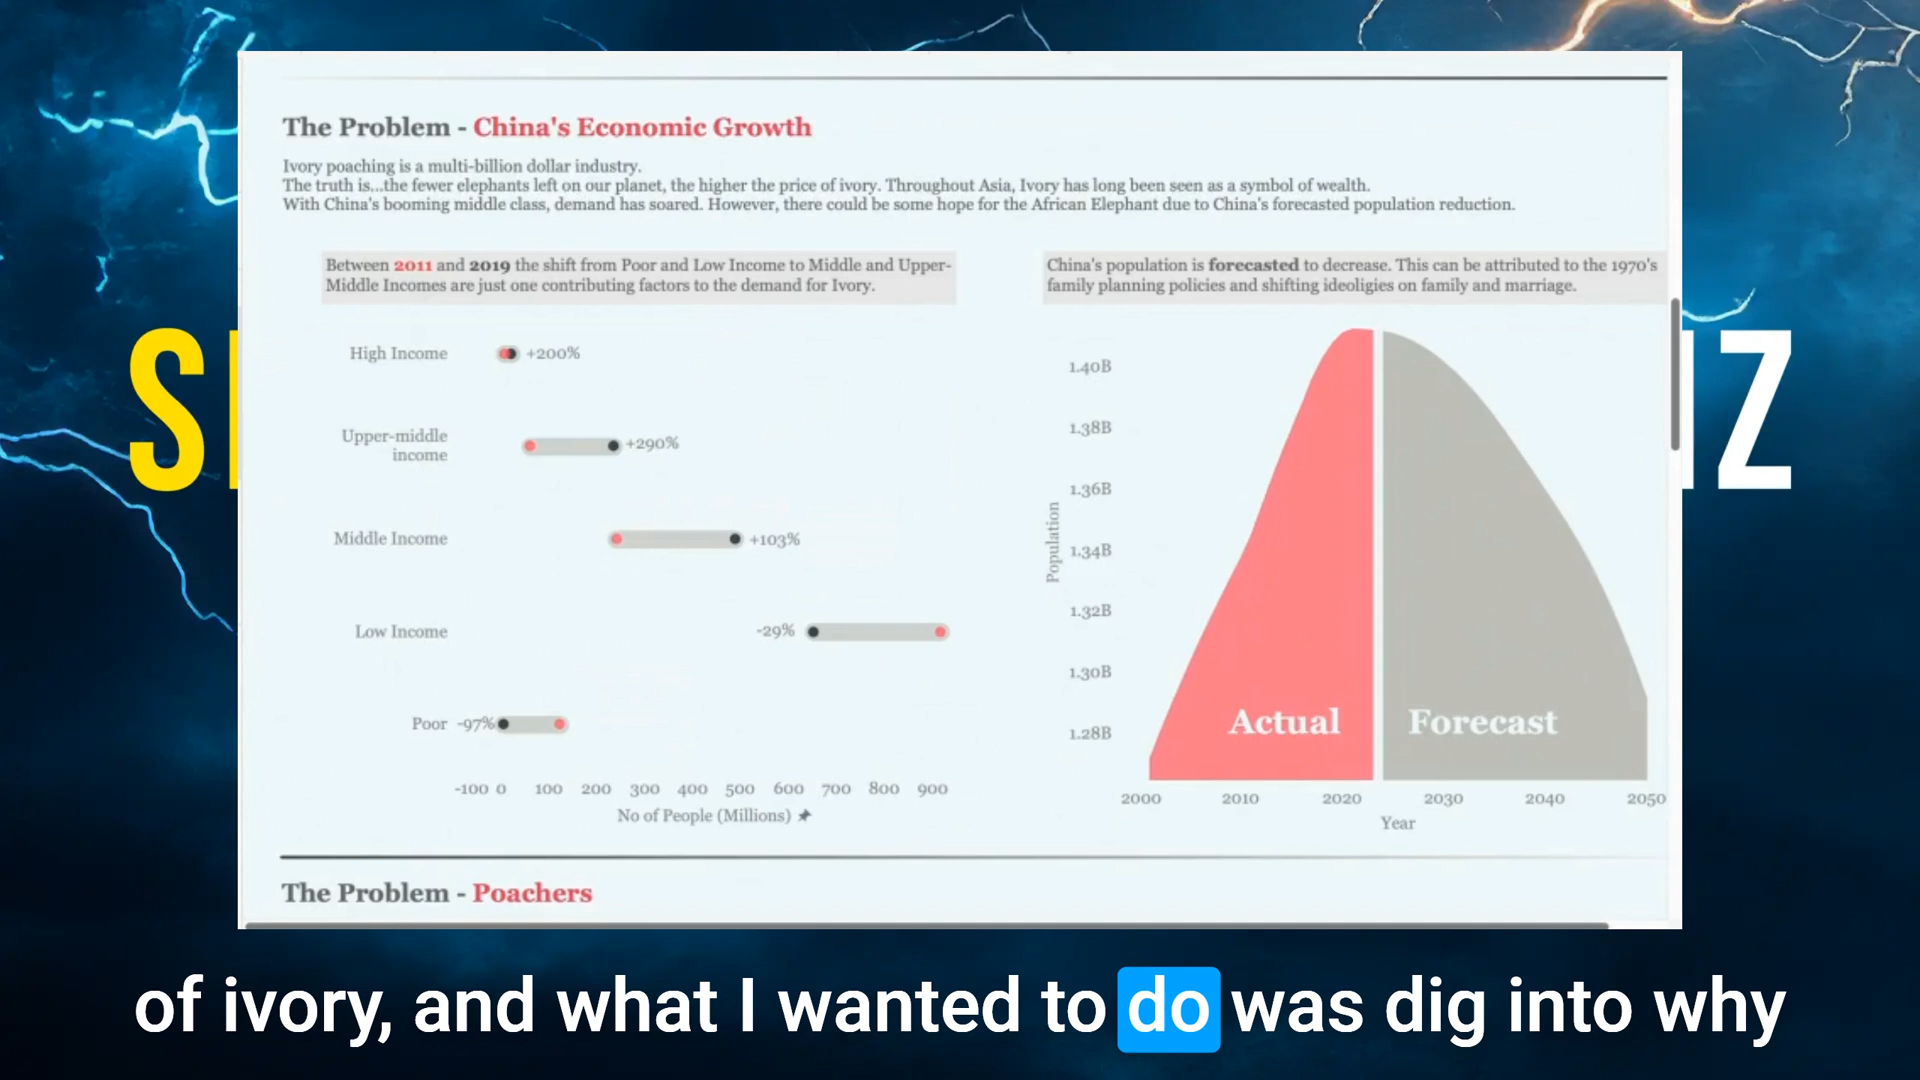 The Problem - China's Economic Growth
Ivory poaching is a multi-billion dollar industry.
The truth is...the fewer elephants left on our planet, the higher the price of ivory. Throughout Asia, Ivory has long been seen as a symbol of wealth.
With China's booming middle class, demand has soared. However, there could be some hope for the African Elephant due to China's forecasted population reduction.
Between 2011 and 2019 the shift from Poor and Low Income to Middle and Upper-
Middle Incomes are just one contributing factors to the demand for Ivory.
High Income +200%
Upper-middle
income
+290%
Middle Income +103%
Low Income -29%
Poor -97%
-100 0 100 200 300 400 500 600 700 800 900
No of People (Millions)
China's population is forecasted to decrease. This can be attributed to the 1970's
family planning policies and shifting ideoligies on family and marriage.
1.40B
1.38B
1.36B
1.34B
1.32B
1.30B
1.28B
Population
Actual Forecast
2000 2010 2020 2030 2040 2050
Year
The Problem - Poachers
S
Z
of ivory, and what I wanted to do was dig into why